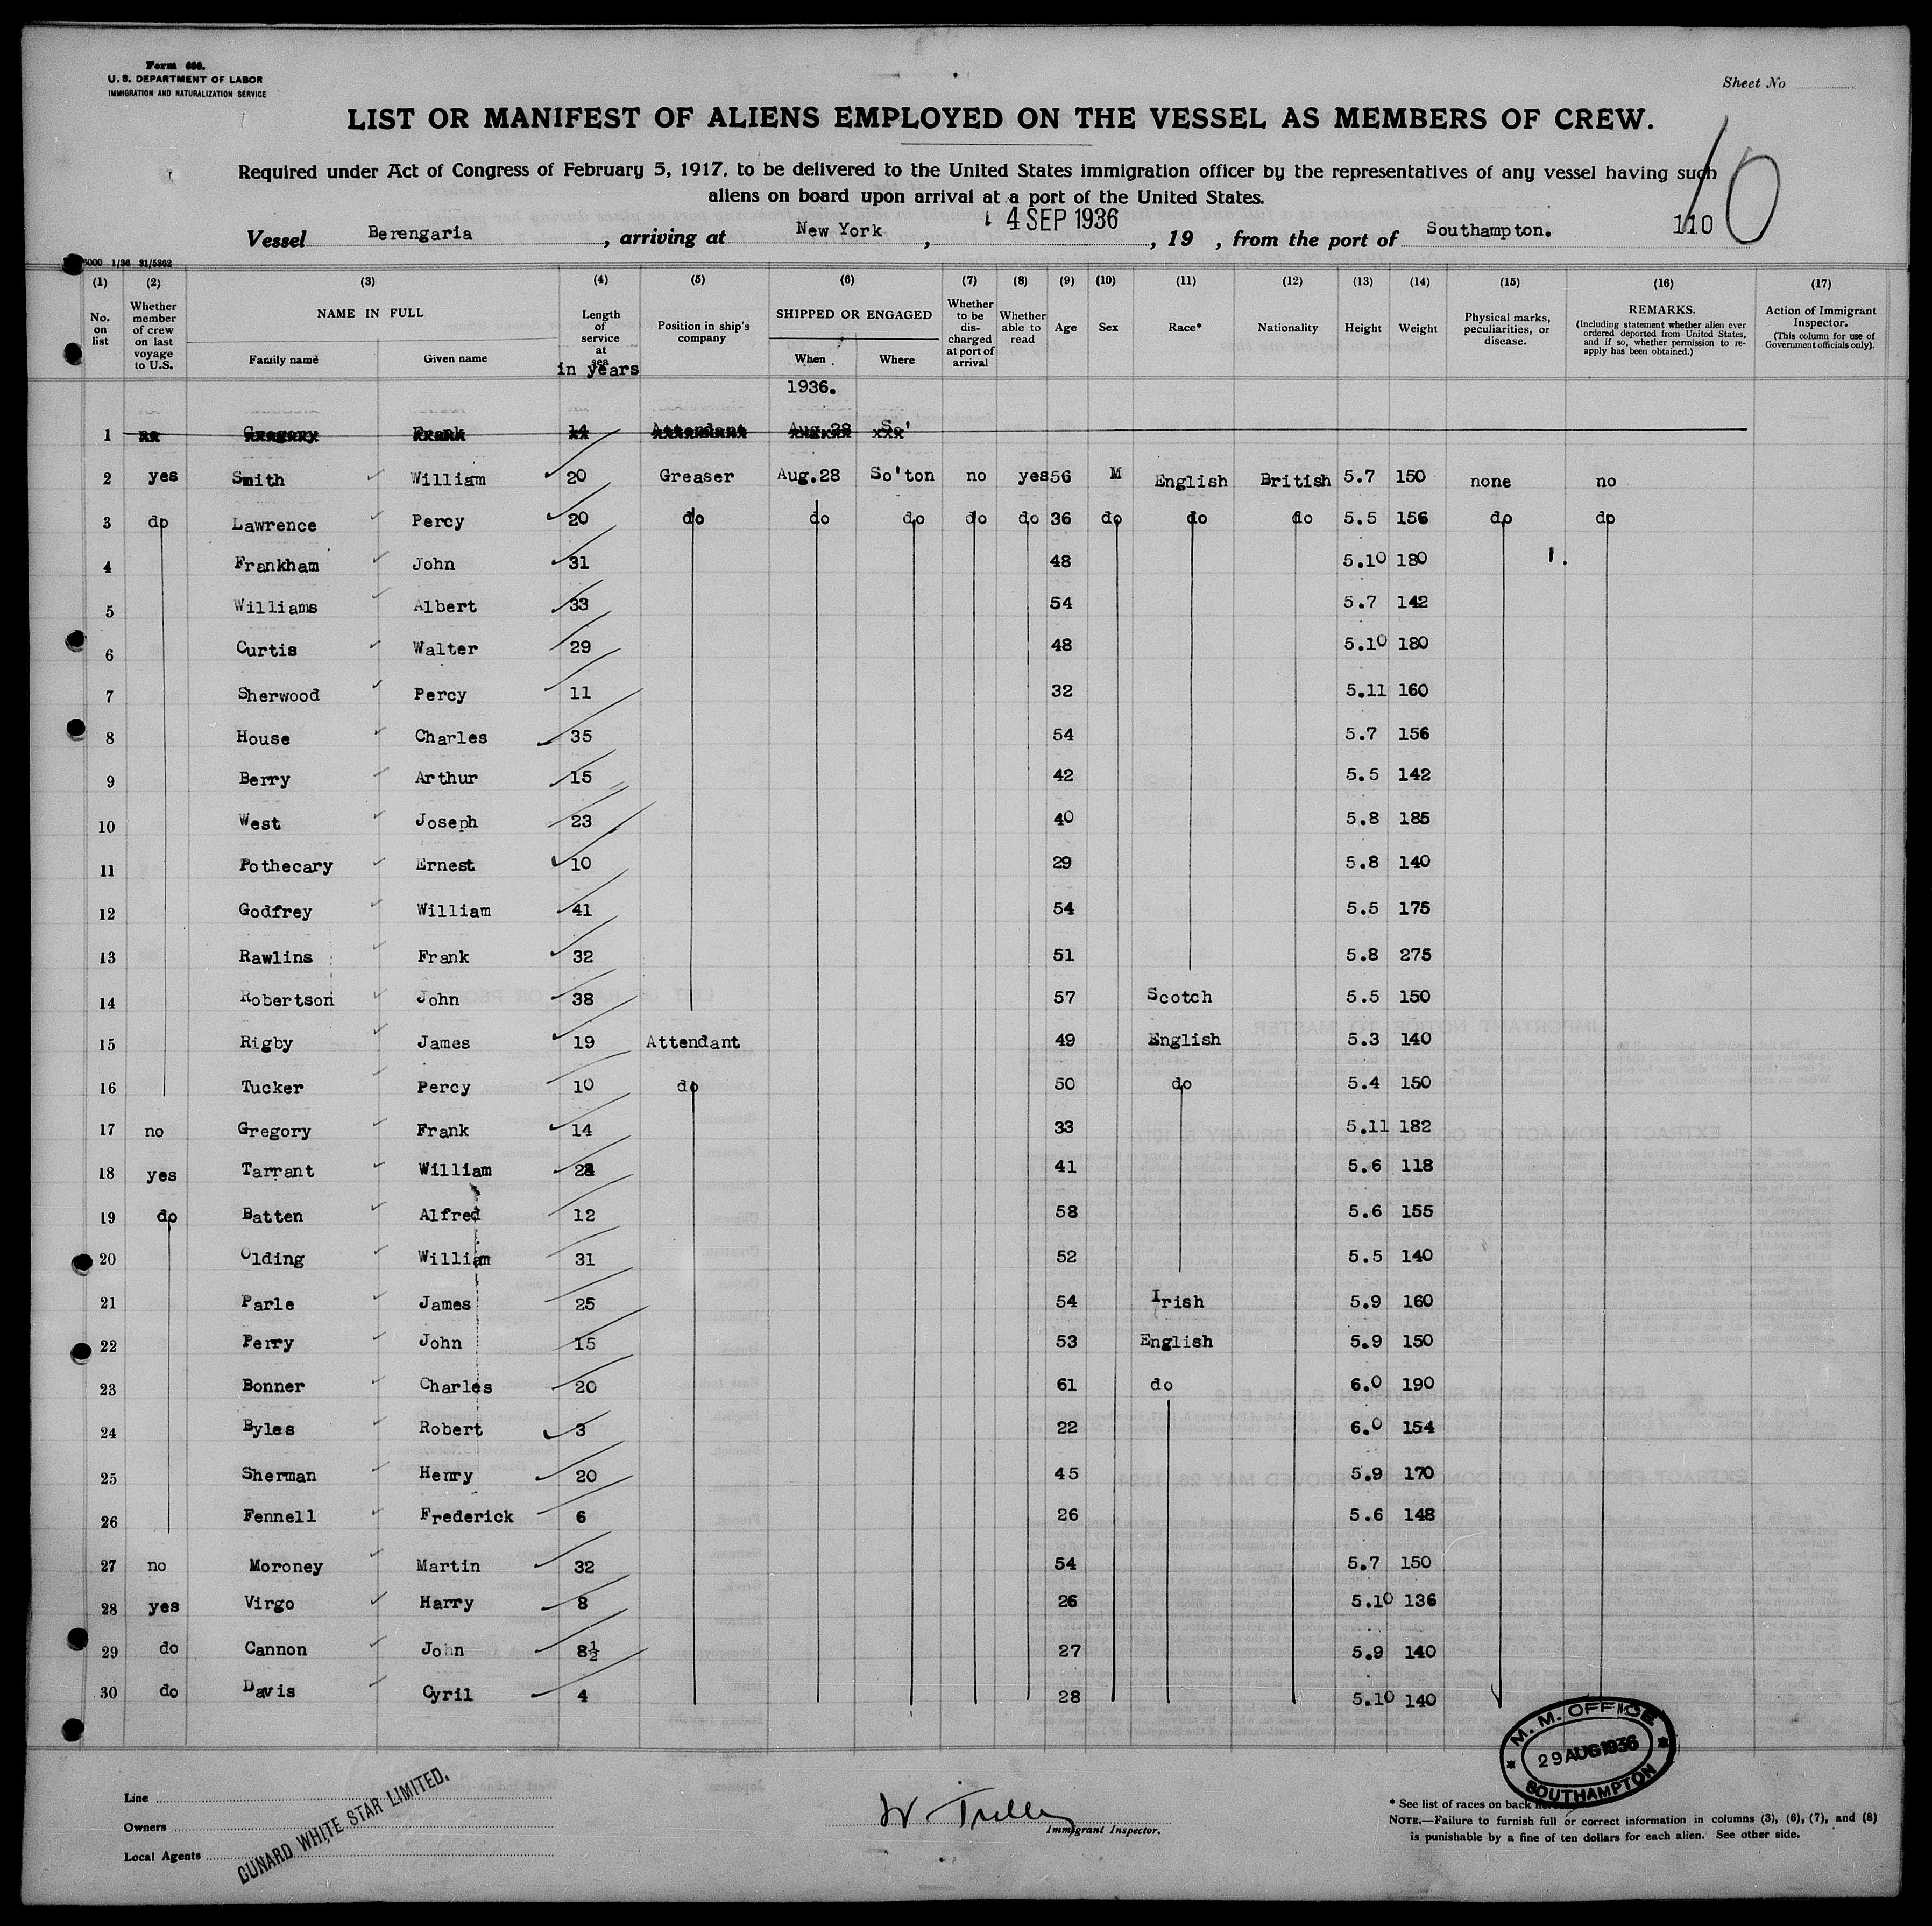 Form 689.
U. S. DEPARTMENT OF LABOR
IMMIGRATION AND NATURALIZATION SERVICE
Sheet No
LIST OR MANIFEST OF ALIENS EMPLOYED ON THE VESSEL AS MEMBERS OF CREW.
Required under Act of Congress of February 5, 1917, to be delivered to the United States immigration officer by the representatives of any vessel having such
aliens on board upon arrival at a port of the United States.
10
Vessel Berengaria, arriving at New York, 4 SEP 1936, 19 , from the port of Southampton. 110
1/36 31/5362
(1) (2) (3) (4) (5) (6) (7) (8) (9) (10) (11) (12) (13) (14) (15) (16) (17)
No. on list
Whether member of crew on last voyage to U.S.
NAME IN FULL
Family name Given name
Length of service at sea in years
Position in ship's company
SHIPPED OR ENGAGED
When Where
Whether to be discharged at port of arrival
Whether able to read
Age
Sex
Race*
Nationality
Height
Weight
Physical marks, peculiarities, or disease.
REMARKS.
(Including statement whether alien ever ordered deported from United States, and if so, whether permission to re-apply has been obtained.)
Action of Immigrant Inspector.
(This column for use of Government officials only).
1936.
1 no Gregory Frank 14 Attendant Aug.28 So'
2 yes Smith William 20 Greaser Aug.28 So'ton no yes 56 M English British 5.7 150 none no
3 do Lawrence Percy 20 do do do do do 36 do do do 5.5 156 do do
4 Frankham John 31 48 5.10 180
5 Williams Albert 33 54 5.7 142
6 Curtis Walter 29 48 5.10 180
7 Sherwood Percy 11 32 5.11 160
8 House Charles 35 54 5.7 156
9 Berry Arthur 15 42 5.5 142
10 West Joseph 23 40 5.8 185
11 Pothecary Ernest 10 29 5.8 140
12 Godfrey William 41 54 5.5 175
13 Rawlins Frank 32 51 5.8 275
14 Robertson John 38 57 Scotch 5.5 150
15 Rigby James 19 Attendant 49 English 5.3 140
16 Tucker Percy 10 do 50 do 5.4 150
17 no Gregory Frank 14 33 5.11 182
18 yes Tarrant William 41 5.6 118
19 do Batten Alfred 12 58 5.6 155
20 Olding William 31 52 5.5 140
21 Parle James 25 54 Irish 5.9 160
22 Perry John 15 53 English 5.9 150
23 Bonner Charles 20 61 do 6.0 190
24 Byles Robert 3 22 6.0 154
25 Sherman Henry 20 45 5.9 170
26 Fennell Frederick 6 26 5.6 148
27 no Moroney Martin 32 54 5.7 150
28 yes Virgo Harry 8 26 5.10 136
29 do Cannon John 8½ 27 5.9 140
30 do Davis Cyril 4 28 5.10 140
M. M. OFFICE
29 AUG 1936
SOUTHAMPTON
Line
Owners
Local Agents
CUNARD WHITE STAR LIMITED.
Immigrant Inspector.
* See list of races on back
NOTE.—Failure to furnish full or correct information in columns (3), (6), (7), and (8)
is punishable by a fine of ten dollars for each alien. See other side.